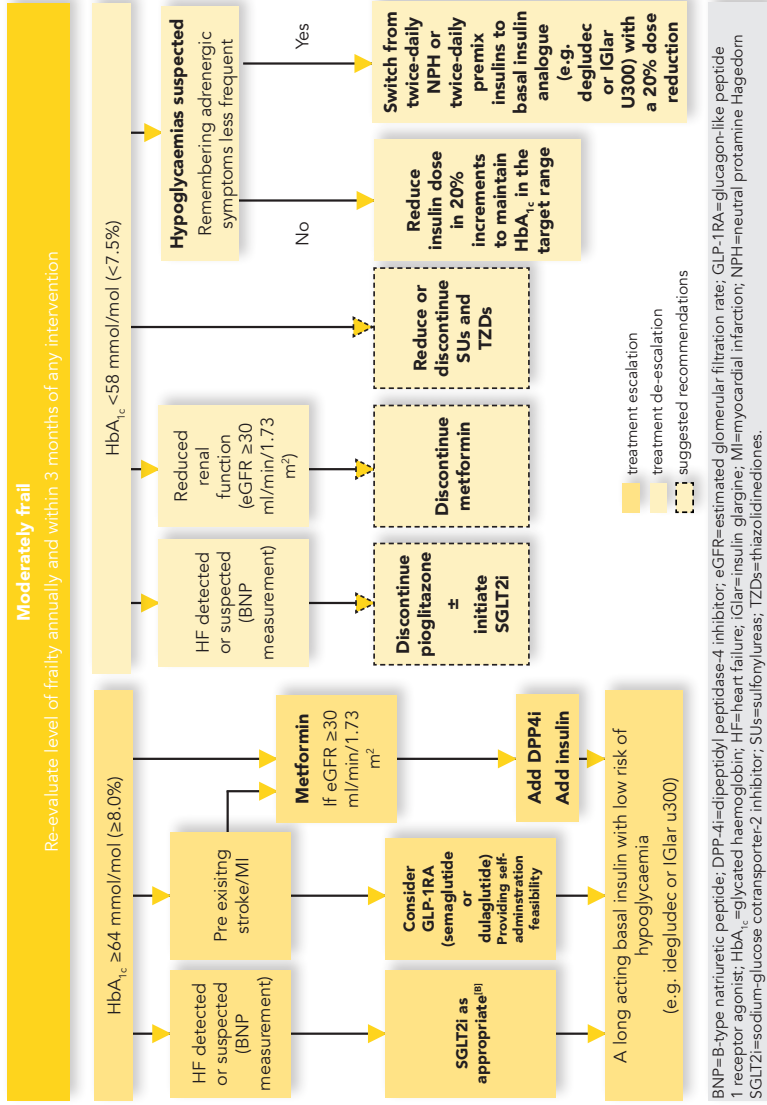 Moderately frail
Re-evaluate level of frailty annually and within 3 months of any intervention
HbA1c ≥64 mmol/mol (≥8.0%)
HF detected
or suspected
(BNP
measurement)
SGLT2i as
appropriate[B]
Pre exisitng
stroke/MI
Consider
GLP-1RA
(semaglutide
or
dulaglutide)
Providing self-
adminstration
feasibility
Metformin
If eGFR ≥30
ml/min/1.73
m²
Add DPP4i
Add insulin
A long acting basal insulin with low risk of
hypoglycaemia
(e.g. idegludec or IGlar u300)
HbA1c <58 mmol/mol (<7.5%)
HF detected
or suspected
(BNP
measurement)
Discontinue
pioglitazone
±
initiate
SGLT2i
Reduced
renal
function
(eGFR ≥30
ml/min/1.73
m²)
Discontinue
metformin
Reduce or
discontinue
SUs and
TZDs
Hypoglycaemias suspected
Remembering adrenergic
symptoms less frequent
No
Yes
Reduce
insulin dose
in 20%
increments
to maintain
HbA1c in the
target range
Switch from
twice-daily
NPH or
twice-daily
premix
insulins to
basal insulin
analogue
(e.g.
degludec
or IGlar
U300) with
a 20% dose
reduction
treatment escalation
treatment de-escalation
suggested recommendations
BNP=B-type natriuretic peptide; DPP-4i=dipeptidyl peptidase-4 inhibitor; eGFR=estimated glomerular filtration rate; GLP-1RA=glucagon-like peptide
1 receptor agonist; HbA1c=glycated haemoglobin; HF=heart failure; iGlar=insulin glargine; MI=myocardial infarction; NPH=neutral protamine Hagedorn
SGLT2i=sodium-glucose cotransporter-2 inhibitor; SUs=sulfonylureas; TZDs=thiazolidinediones.